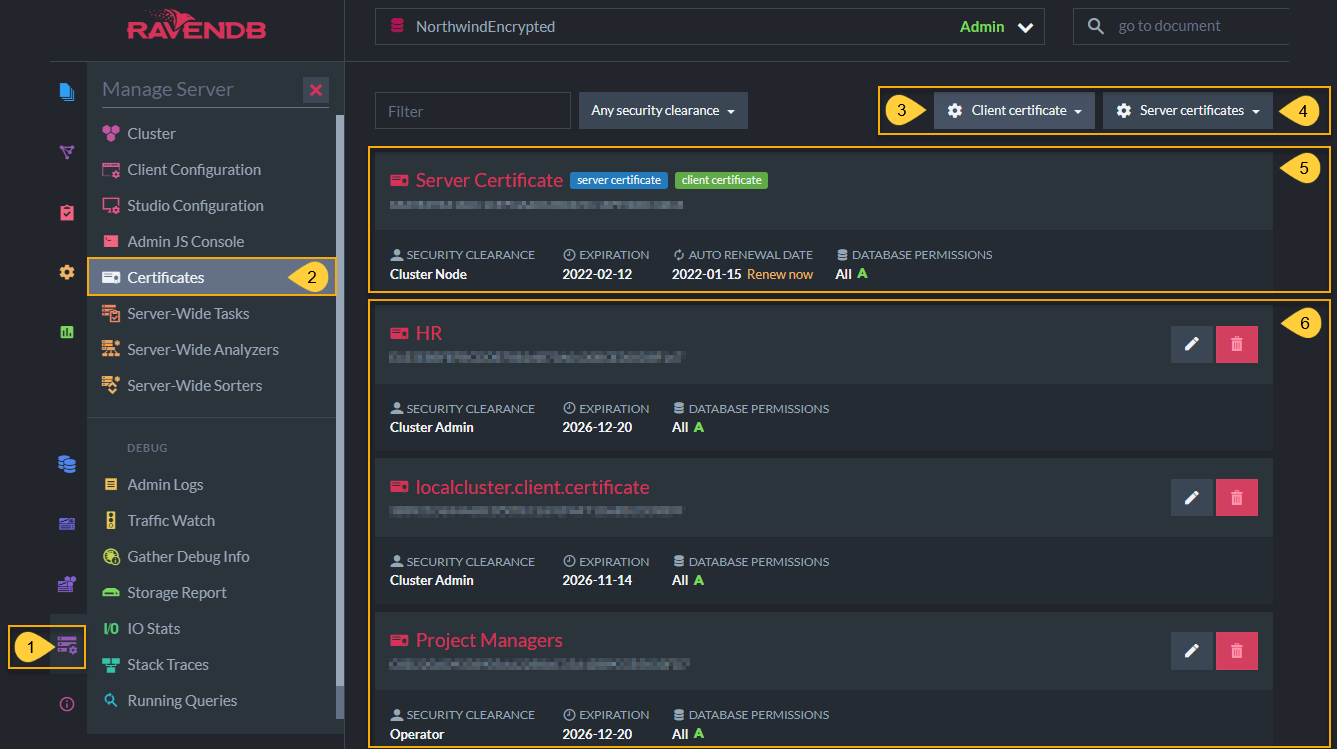 RAVENDB
NorthwindEncrypted
Admin
go to document
Manage Server
Cluster
Client Configuration
Studio Configuration
Admin JS Console
Certificates
2
Server-Wide Tasks
Server-Wide Analyzers
Server-Wide Sorters
DEBUG
Admin Logs
Traffic Watch
Gather Debug Info
Storage Report
1
I/O IO Stats
Stack Traces
Running Queries
Filter
Any security clearance
3
Client certificate
Server certificates
4
Server Certificate server certificate client certificate
5
SECURITY CLEARANCE EXPIRATION AUTO RENEWAL DATE DATABASE PERMISSIONS
Cluster Node 2022-02-12 2022-01-15 Renew now All A
HR
6
SECURITY CLEARANCE EXPIRATION DATABASE PERMISSIONS
Cluster Admin 2026-12-20 All A
localcluster.client.certificate
SECURITY CLEARANCE EXPIRATION DATABASE PERMISSIONS
Cluster Admin 2026-11-14 All A
Project Managers
SECURITY CLEARANCE EXPIRATION DATABASE PERMISSIONS
Operator 2026-12-20 All A